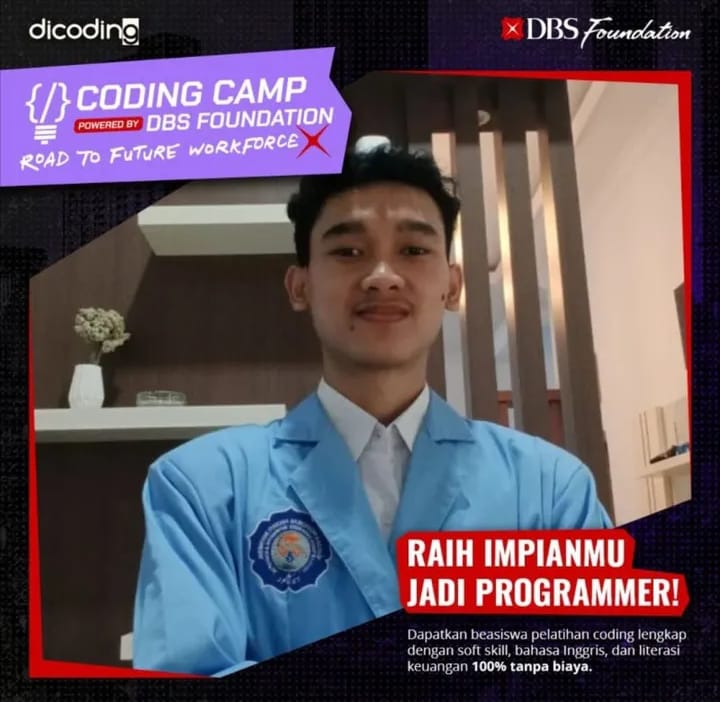 dicoding
DBS Foundation
{/} CODING CAMP
POWERED BY DBS FOUNDATION
ROAD TO FUTURE WORKFORCE
RAIH IMPIANMU
JADI PROGRAMMER!
Dapatkan beasiswa pelatihan coding lengkap
dengan soft skill, bahasa Inggris, dan literasi
keuangan 100% tanpa biaya.